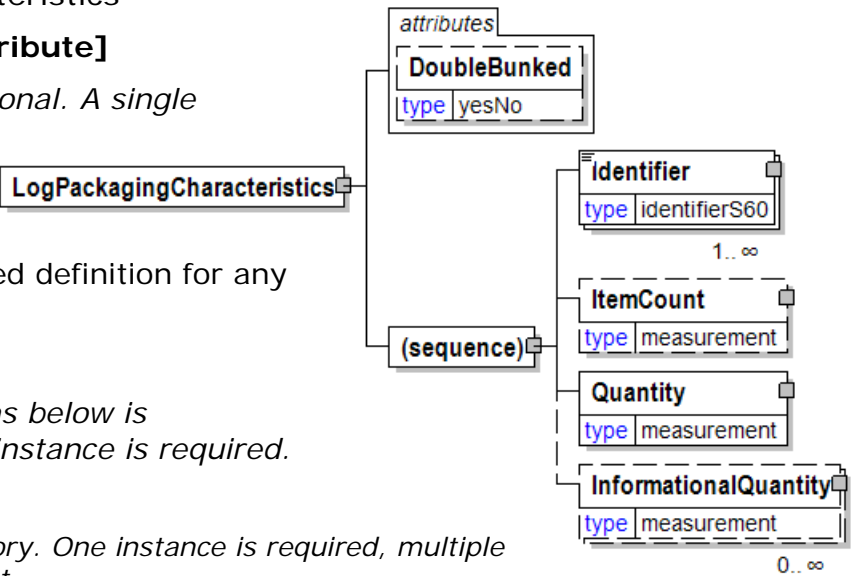 teristics
ribute]
onal. A single
ed definition for any
ns below is
instance is required.
ory. One instance is required, multiple
attributes
DoubleBunked
type yesNo
LogPackagingCharacteristics
(sequence)
Identifier
type identifierS60
1.. ∞
ItemCount
type measurement
Quantity
type measurement
InformationalQuantity
type measurement
0.. ∞